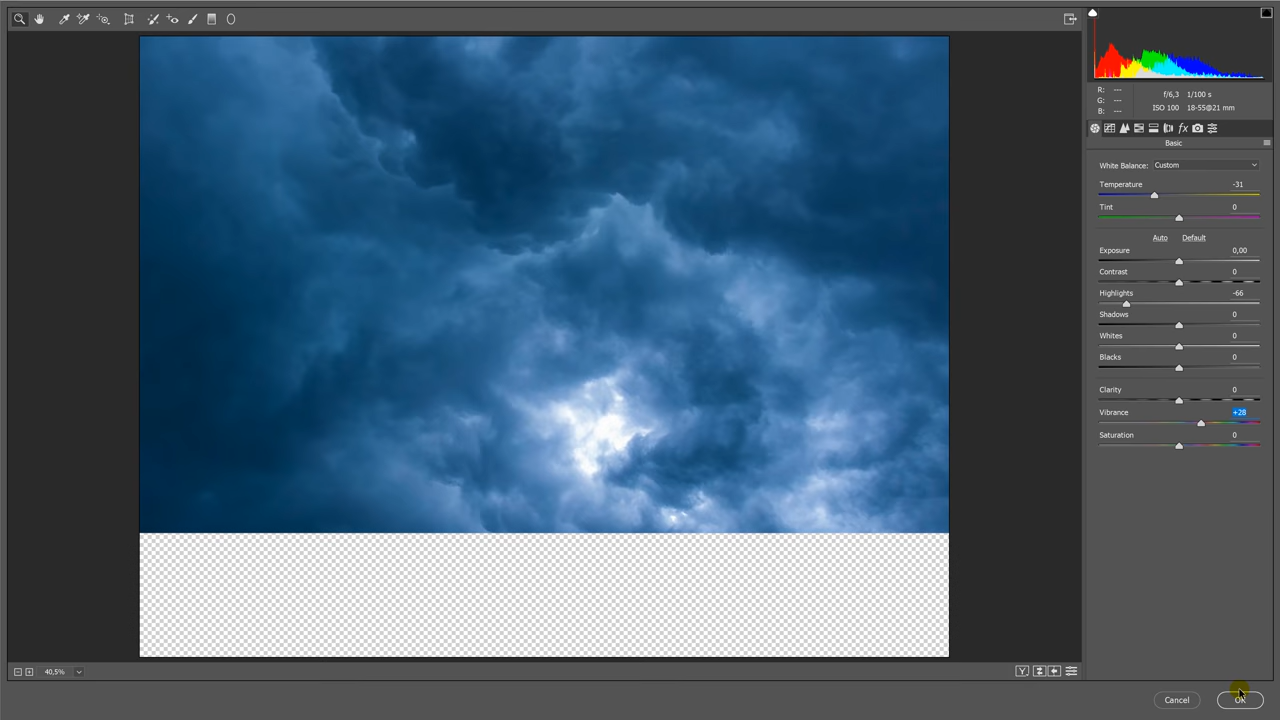 R: ---
G: ---
B: ---
f/6,3 1/100 s
ISO 100 18-55@21 mm
fx
Basic
White Balance: Custom
Temperature -31
Tint 0
Auto Default
Exposure 0,00
Contrast 0
Highlights -66
Shadows 0
Whites 0
Blacks 0
Clarity 0
Vibrance +28
Saturation 0
40,5%
Y
Cancel OK